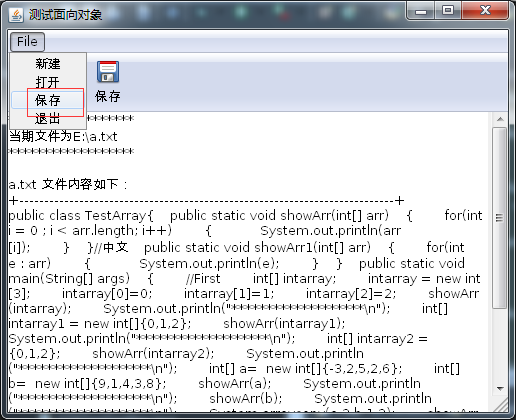 测试面向对象
File
新建
打开
保存
退出
保存
*******
当期文件为E:\a.txt
*******************
a.txt 文件内容如下：
+------------------------------------------------------------------+
public class TestArray{    public static void showArr(int[] arr)    {        for(int
i = 0 ; i < arr.length; i++)        {            System.out.println(arr
[i]);        }    }//中文    public static void showArr1(int[] arr)    {        for(int
e : arr)        {            System.out.println(e);        }    }    public static void
main(String[] args)    {        //First        int[] intarray;        intarray = new int
[3];        intarray[0]=0;        intarray[1]=1;        intarray[2]=2;        showArr
(intarray);        System.out.println("********************\n");        int[]
intarray1 = new int[]{0,1,2};        showArr(intarray1);
System.out.println("********************\n");        int[] intarray2 =
{0,1,2};        showArr(intarray2);        System.out.println
("********************\n");        int[] a=  new int[]{-3,2,5,2,6};        int[]
b=  new int[]{9,1,4,3,8};        showArr(a);        System.out.println
("********************\n");        showArr(b);        System.out.println